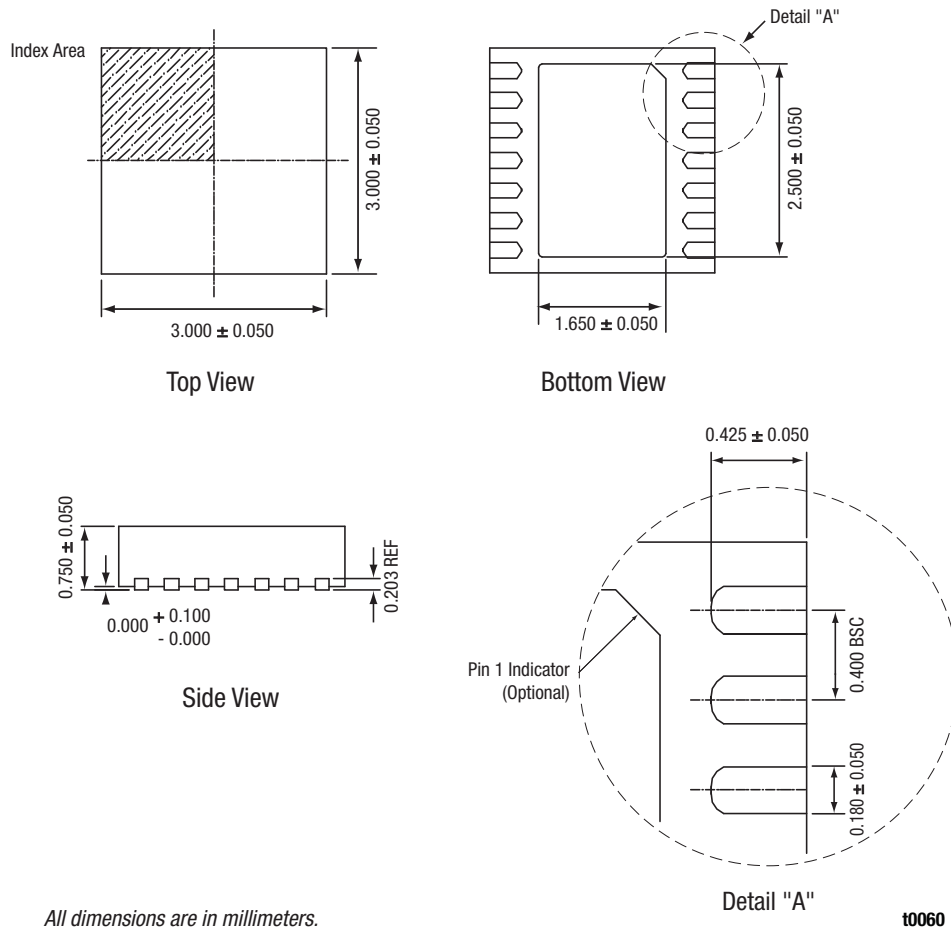 Detail "A"
Index Area
3.000 ± 0.050
2.500 ± 0.050
3.000 ± 0.050
1.650 ± 0.050
Top View
Bottom View
0.425 ± 0.050
0.750 ± 0.050
0.203 REF
0.000 + 0.100
- 0.000
0.400 BSC
Pin 1 Indicator
(Optional)
Side View
0.180 ± 0.050
Detail "A"
All dimensions are in millimeters.
t0060